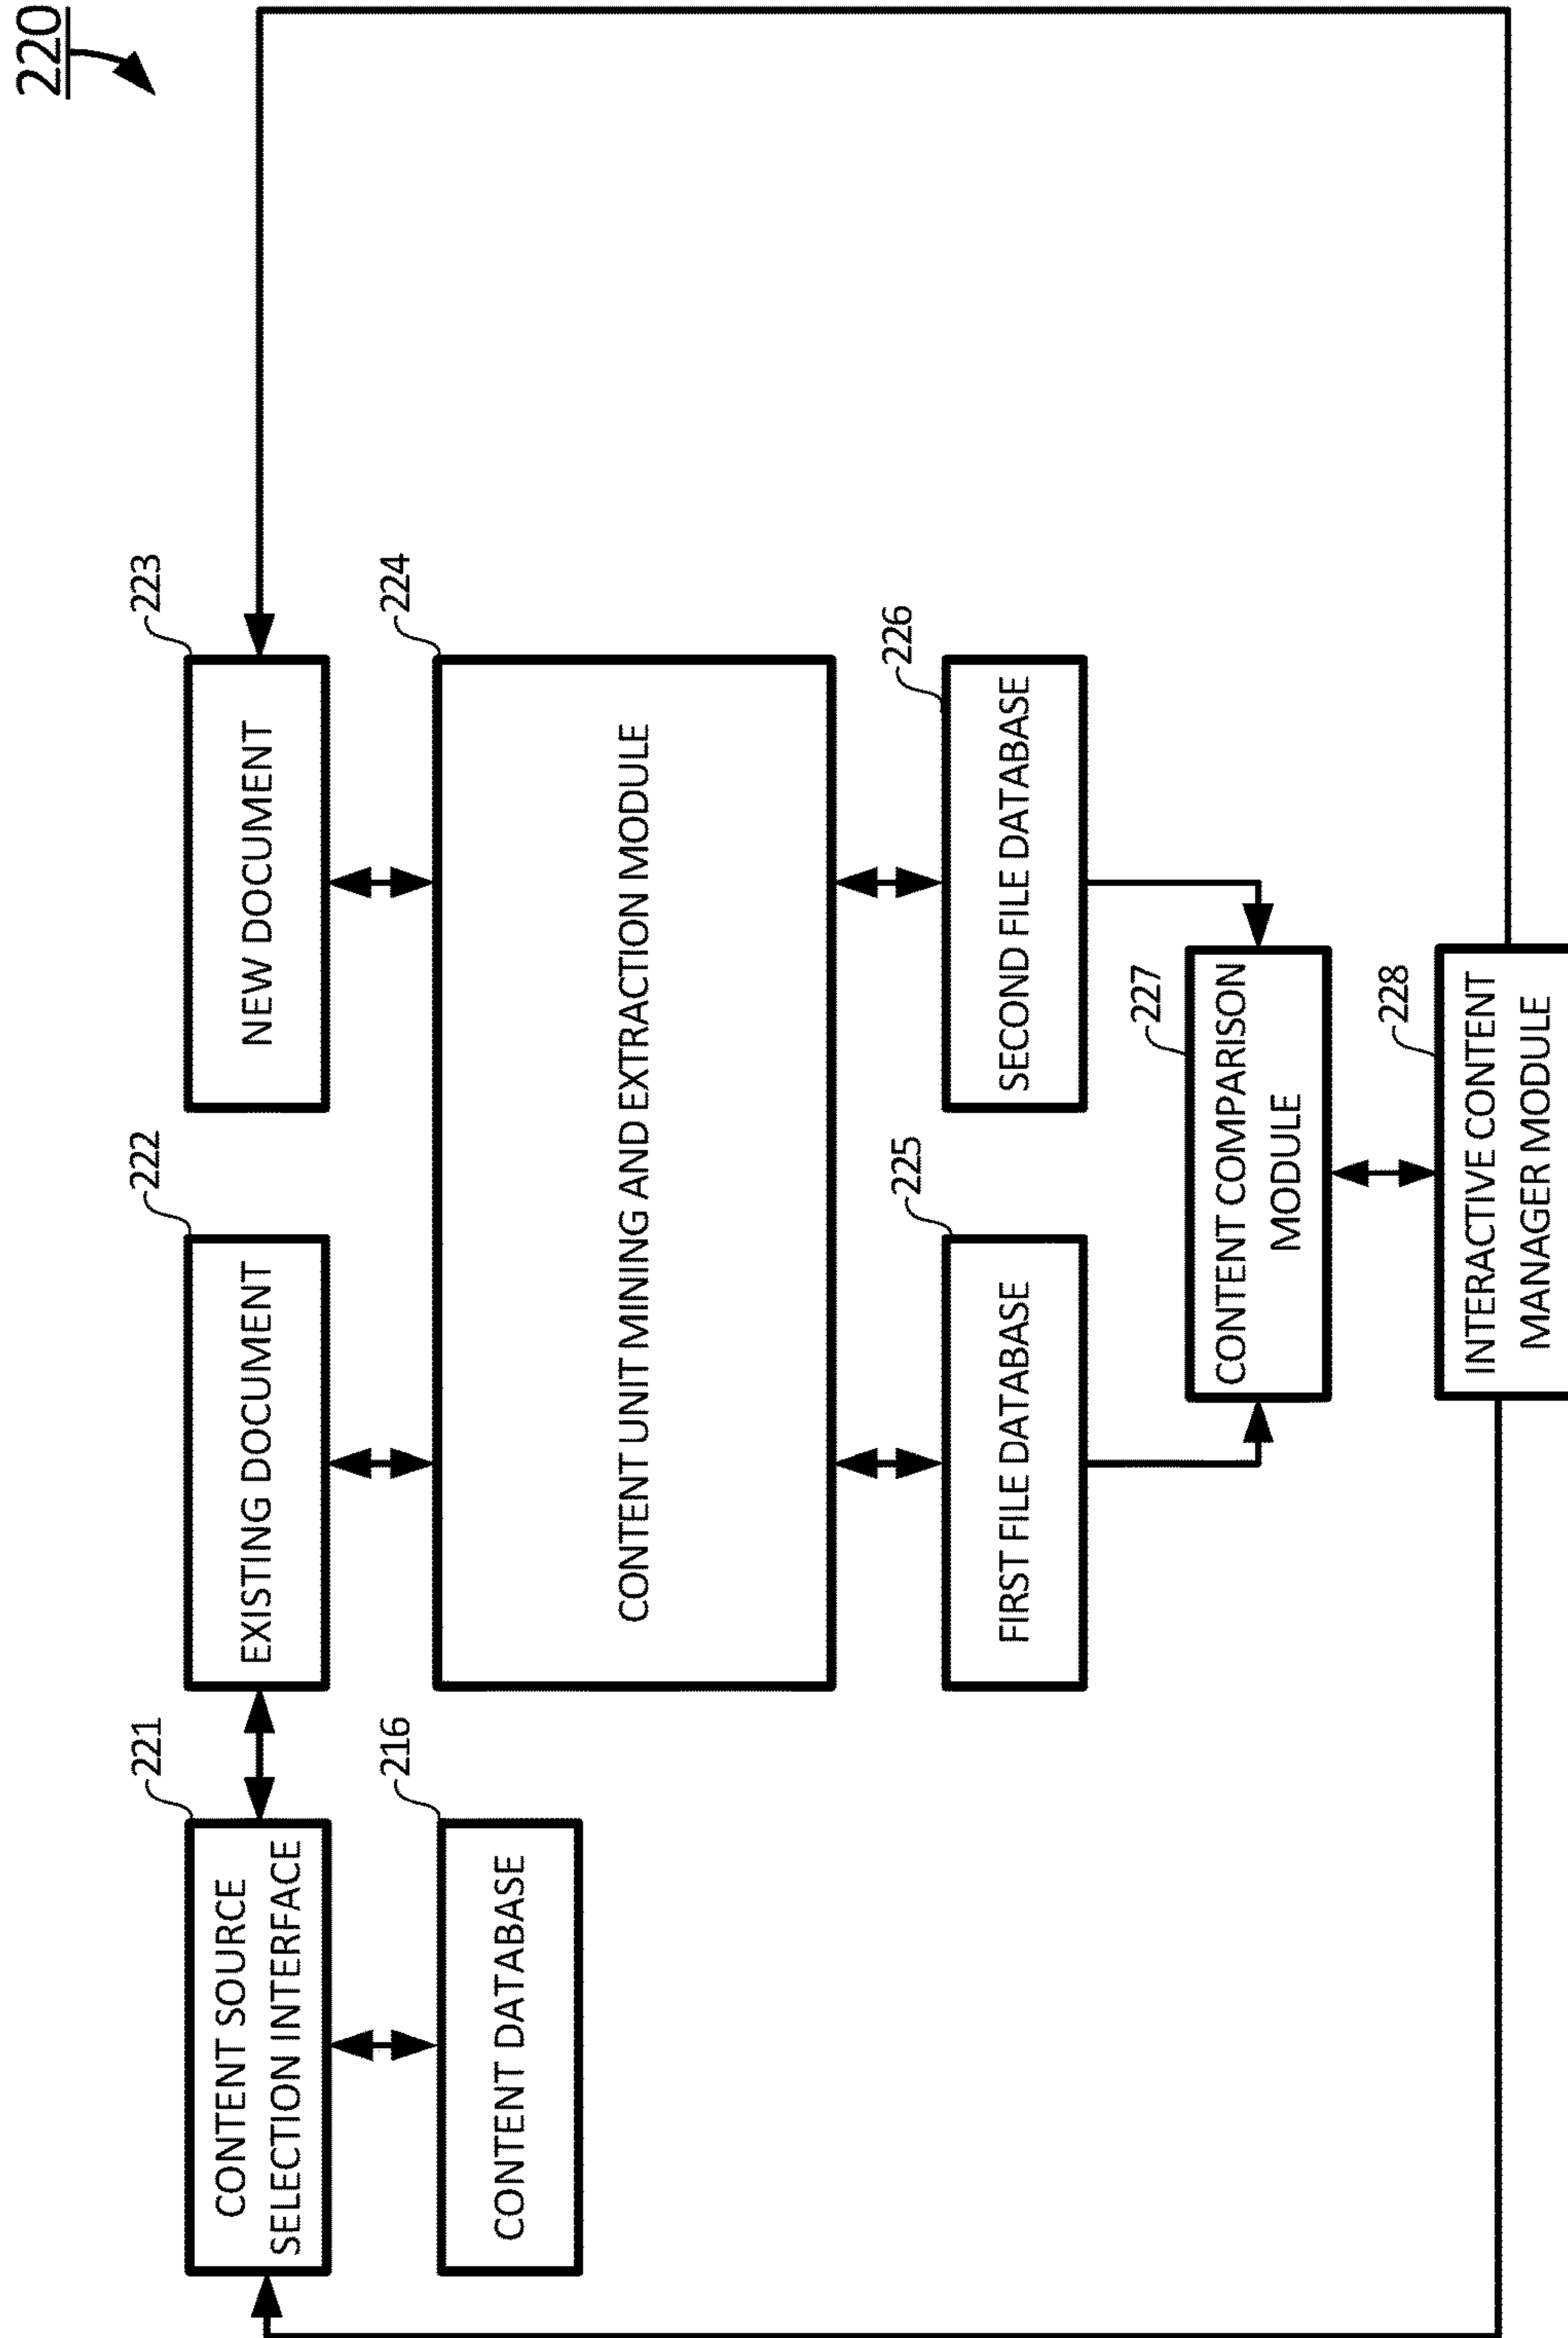 220
221
CONTENT SOURCE
SELECTION INTERFACE
222
EXISTING DOCUMENT
223
NEW DOCUMENT
216
CONTENT DATABASE
224
CONTENT UNIT MINING AND EXTRACTION MODULE
225
FIRST FILE DATABASE
226
SECOND FILE DATABASE
227
CONTENT COMPARISON
MODULE
228
INTERACTIVE CONTENT
MANAGER MODULE